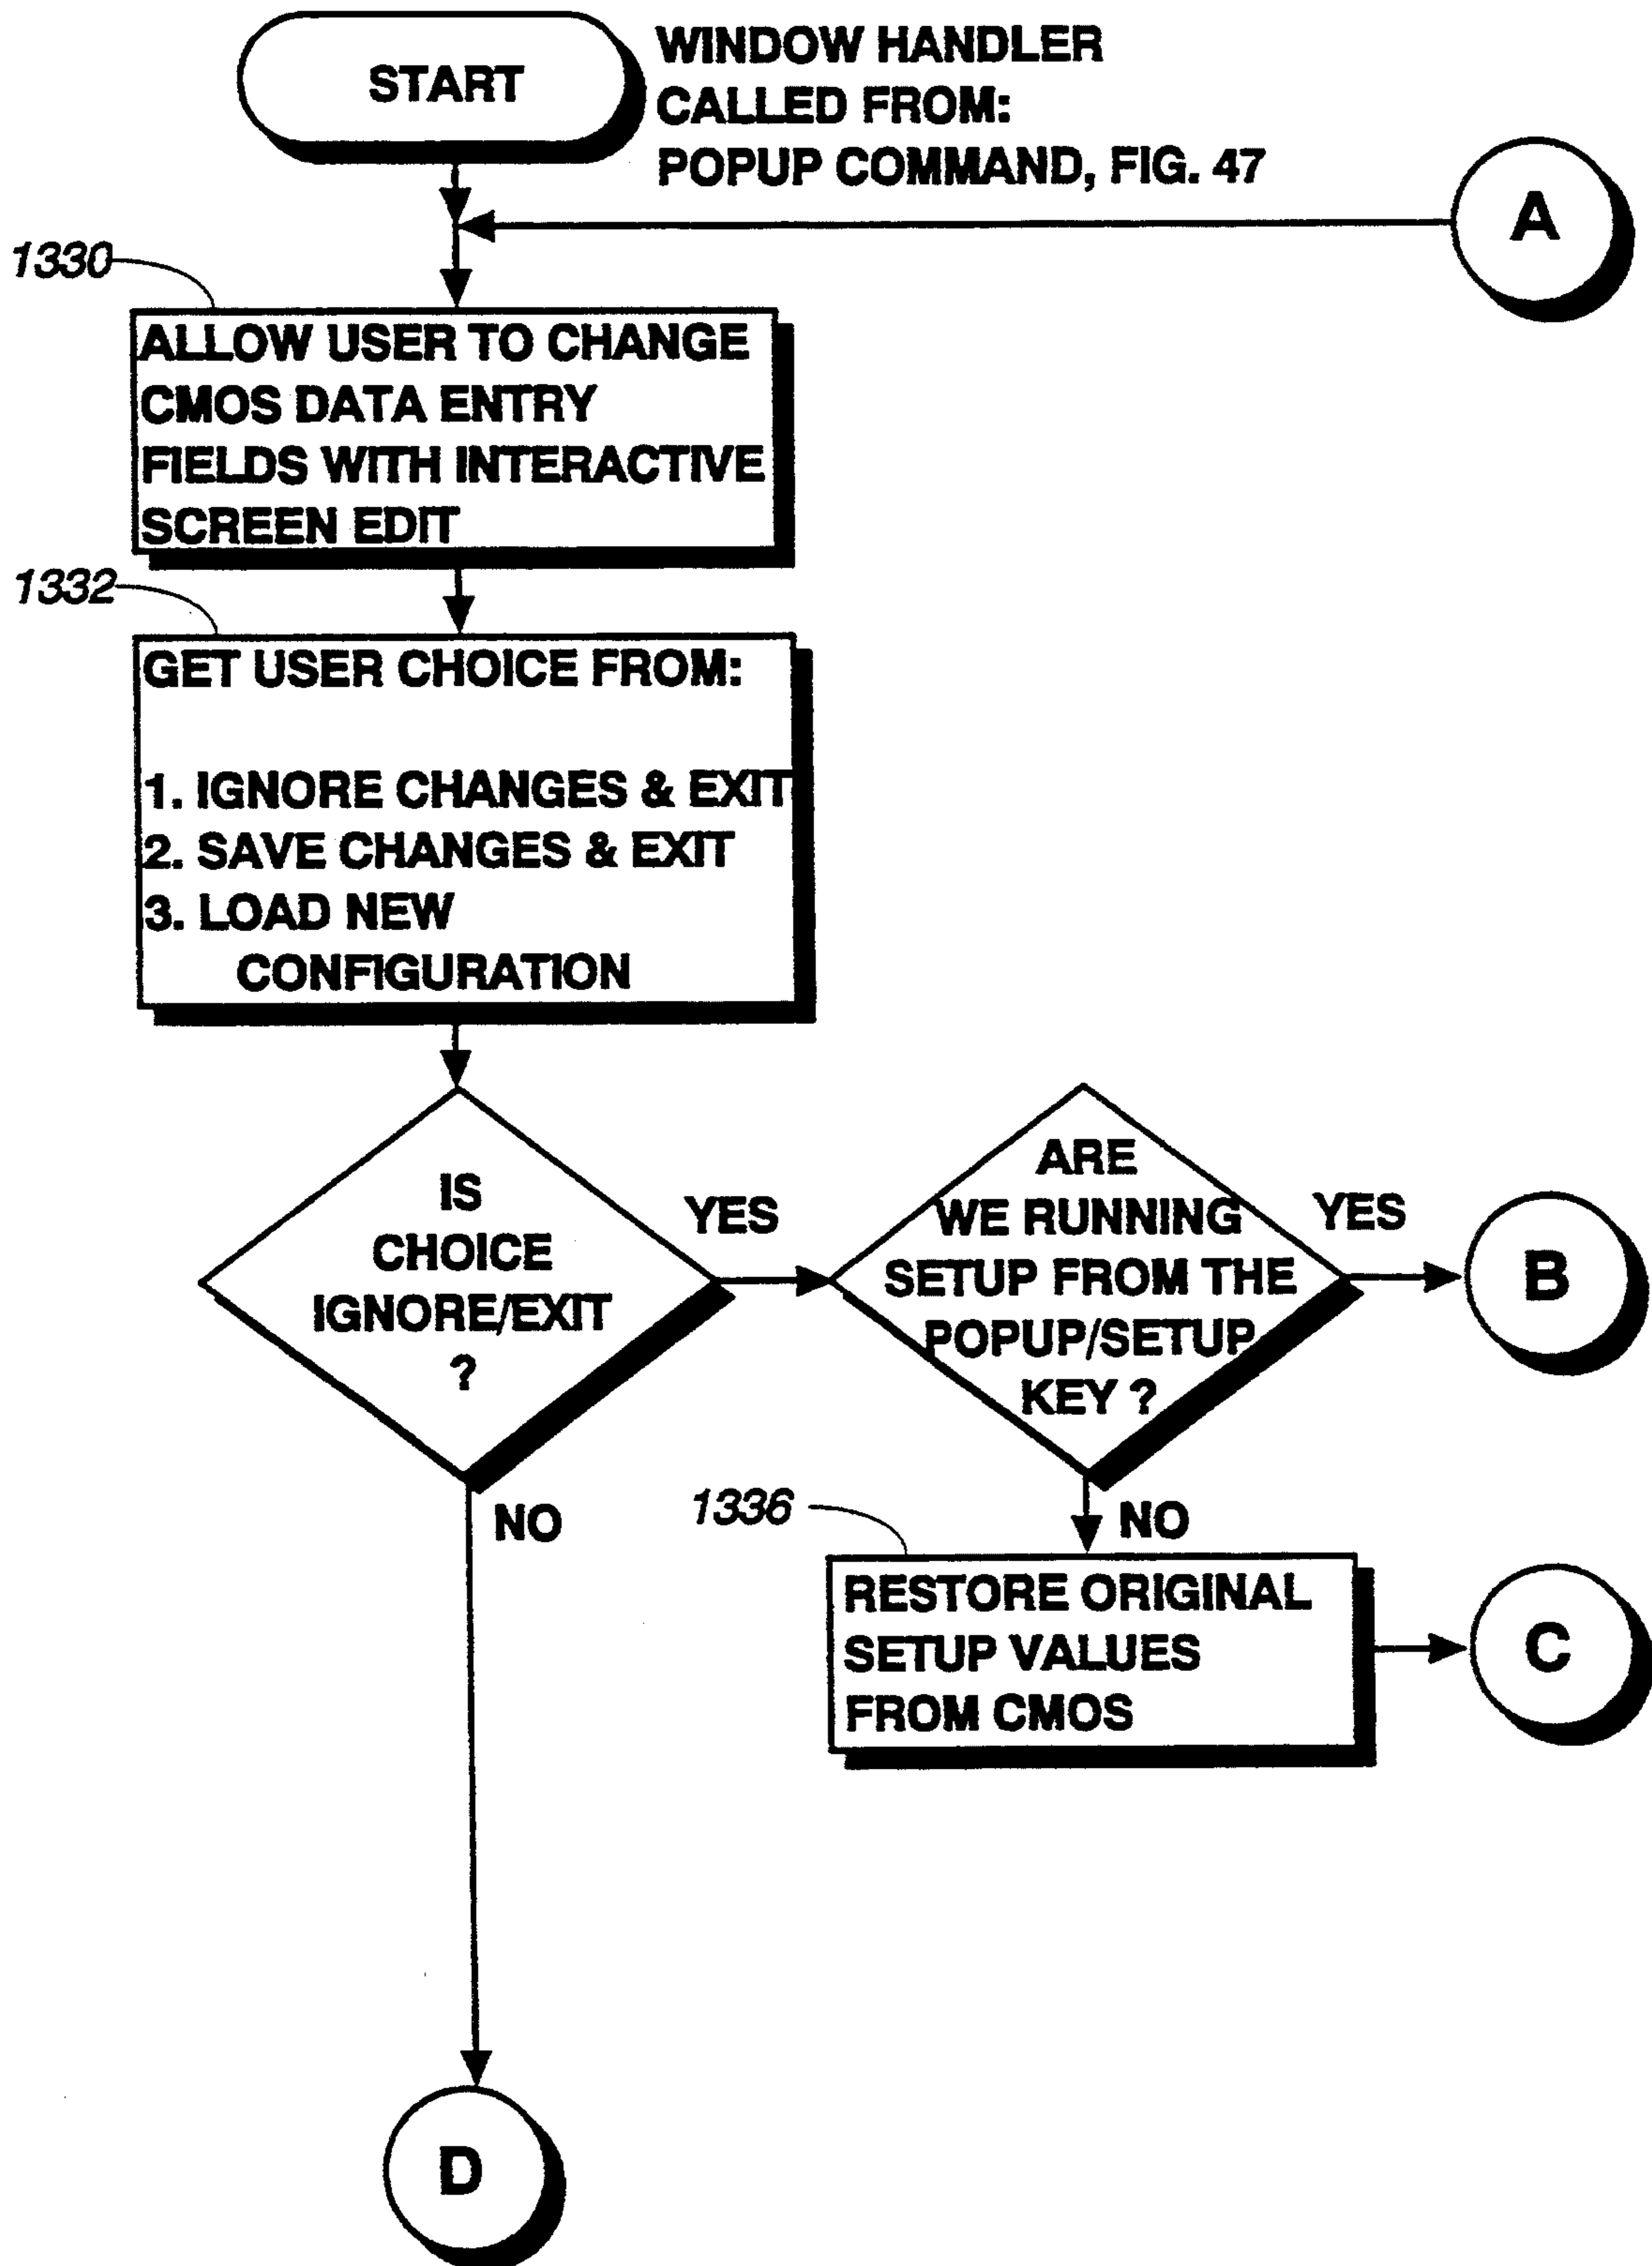 START
WINDOW HANDLER
CALLED FROM:
POPUP COMMAND, FIG. 47
A
1330
ALLOW USER TO CHANGE
CMOS DATA ENTRY
FIELDS WITH INTERACTIVE
SCREEN EDIT
1332
GET USER CHOICE FROM:
1. IGNORE CHANGES & EXIT
2. SAVE CHANGES & EXIT
3. LOAD NEW
CONFIGURATION
IS
CHOICE
IGNORE/EXIT
?
YES
ARE
WE RUNNING
SETUP FROM THE
POPUP/SETUP
KEY ?
YES
B
NO
1336
NO
RESTORE ORIGINAL
SETUP VALUES
FROM CMOS
C
D